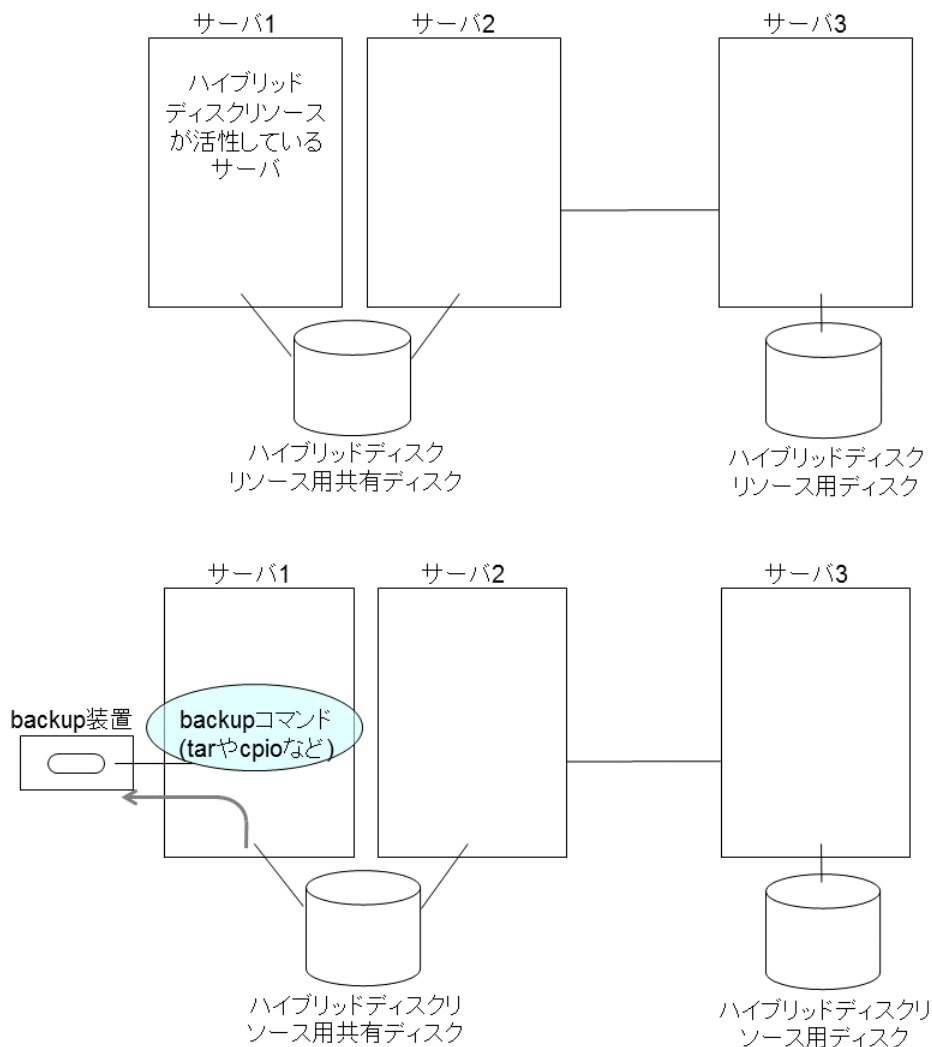 サーバ1
サーバ2
サーバ3
ハイブリッド
ディスクリソース
が活性している
サーバ
ハイブリッドディスク
リソース用共有ディスク
ハイブリッドディスク
リソース用ディスク
サーバ1
サーバ2
サーバ3
backup装置
backupコマンド
(tarやcpioなど)
ハイブリッドディスクリ
ソース用共有ディスク
ハイブリッドディスクリ
ソース用ディスク